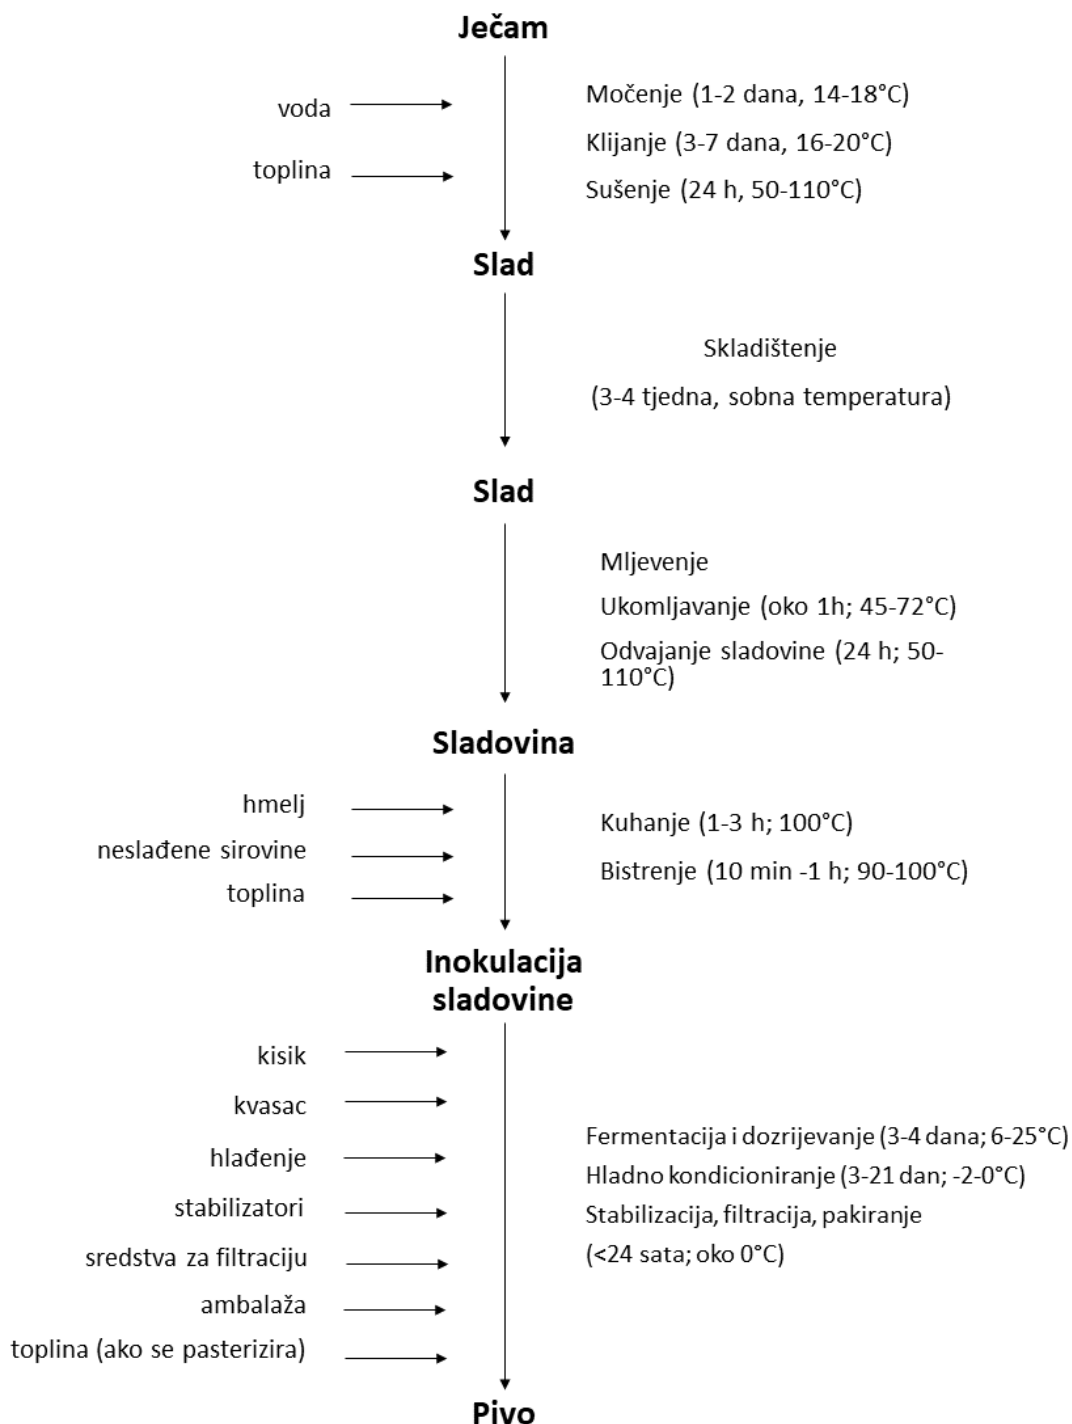 Ječam
voda
Močenje (1-2 dana, 14-18°C)
Klijanje (3-7 dana, 16-20°C)
toplina
Sušenje (24 h, 50-110°C)
Slad
Skladištenje
(3-4 tjedna, sobna temperatura)
Slad
Mljevenje
Ukomljavanje (oko 1h; 45-72°C)
Odvajanje sladovine (24 h; 50-
110°C)
Sladovina
hmelj
neslađene sirovine
toplina
Kuhanje (1-3 h; 100°C)
Bistrenje (10 min -1 h; 90-100°C)
Inokulacija
sladovine
kisik
kvasac
hlađenje
stabilizatori
sredstva za filtraciju
ambalaža
toplina (ako se pasterizira)
Fermentacija i dozrijevanje (3-4 dana; 6-25°C)
Hladno kondicioniranje (3-21 dan; -2-0°C)
Stabilizacija, filtracija, pakiranje
(<24 sata; oko 0°C)
Pivo